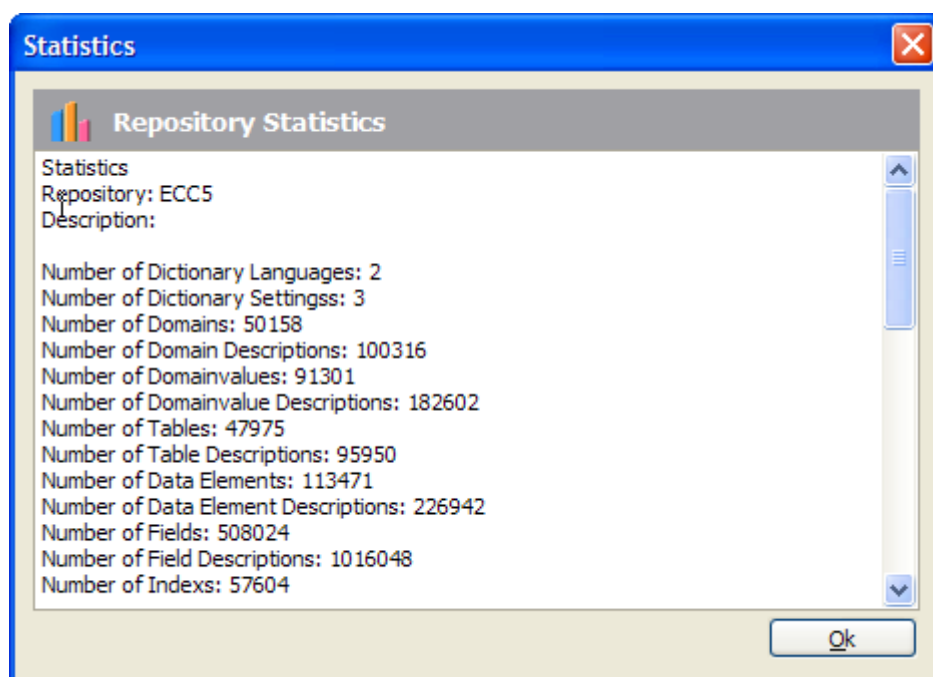 Statistics
Repository Statistics
Statistics
Repository: ECC5
Description:
Number of Dictionary Languages: 2
Number of Dictionary Settingss: 3
Number of Domains: 50158
Number of Domain Descriptions: 100316
Number of Domainvalues: 91301
Number of Domainvalue Descriptions: 182602
Number of Tables: 47975
Number of Table Descriptions: 95950
Number of Data Elements: 113471
Number of Data Element Descriptions: 226942
Number of Fields: 508024
Number of Field Descriptions: 1016048
Number of Indexs: 57604
Ok